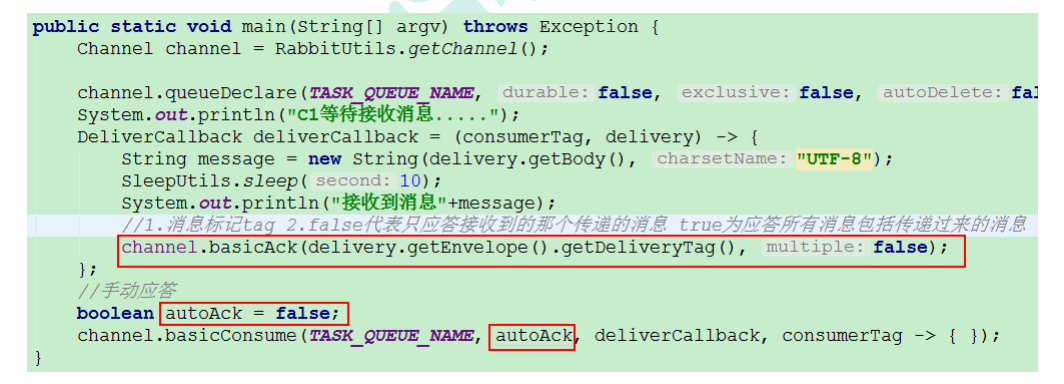 public static void main(String[] argv) throws Exception {
Channel channel = RabbitUtils.getChannel();
channel.queueDeclare(TASK_QUEUE_NAME, durable: false, exclusive: false, autoDelete: fal
System.out.println("C1等待接收消息.....");
DeliverCallback deliverCallback = (consumerTag, delivery) -> {
String message = new String(delivery.getBody(), charsetName: "UTF-8");
SleepUtils.sleep( second: 10);
System.out.println("接收到消息"+message);
//1.消息标记tag 2.false代表只应答接收到的那个传递的消息 true为应答所有消息包括传递过来的消息
channel.basicAck(delivery.getEnvelope().getDeliveryTag(), multiple: false);
};
//手动应答
boolean autoAck = false;
channel.basicConsume(TASK_QUEUE_NAME, autoAck, deliverCallback, consumerTag -> { });
}